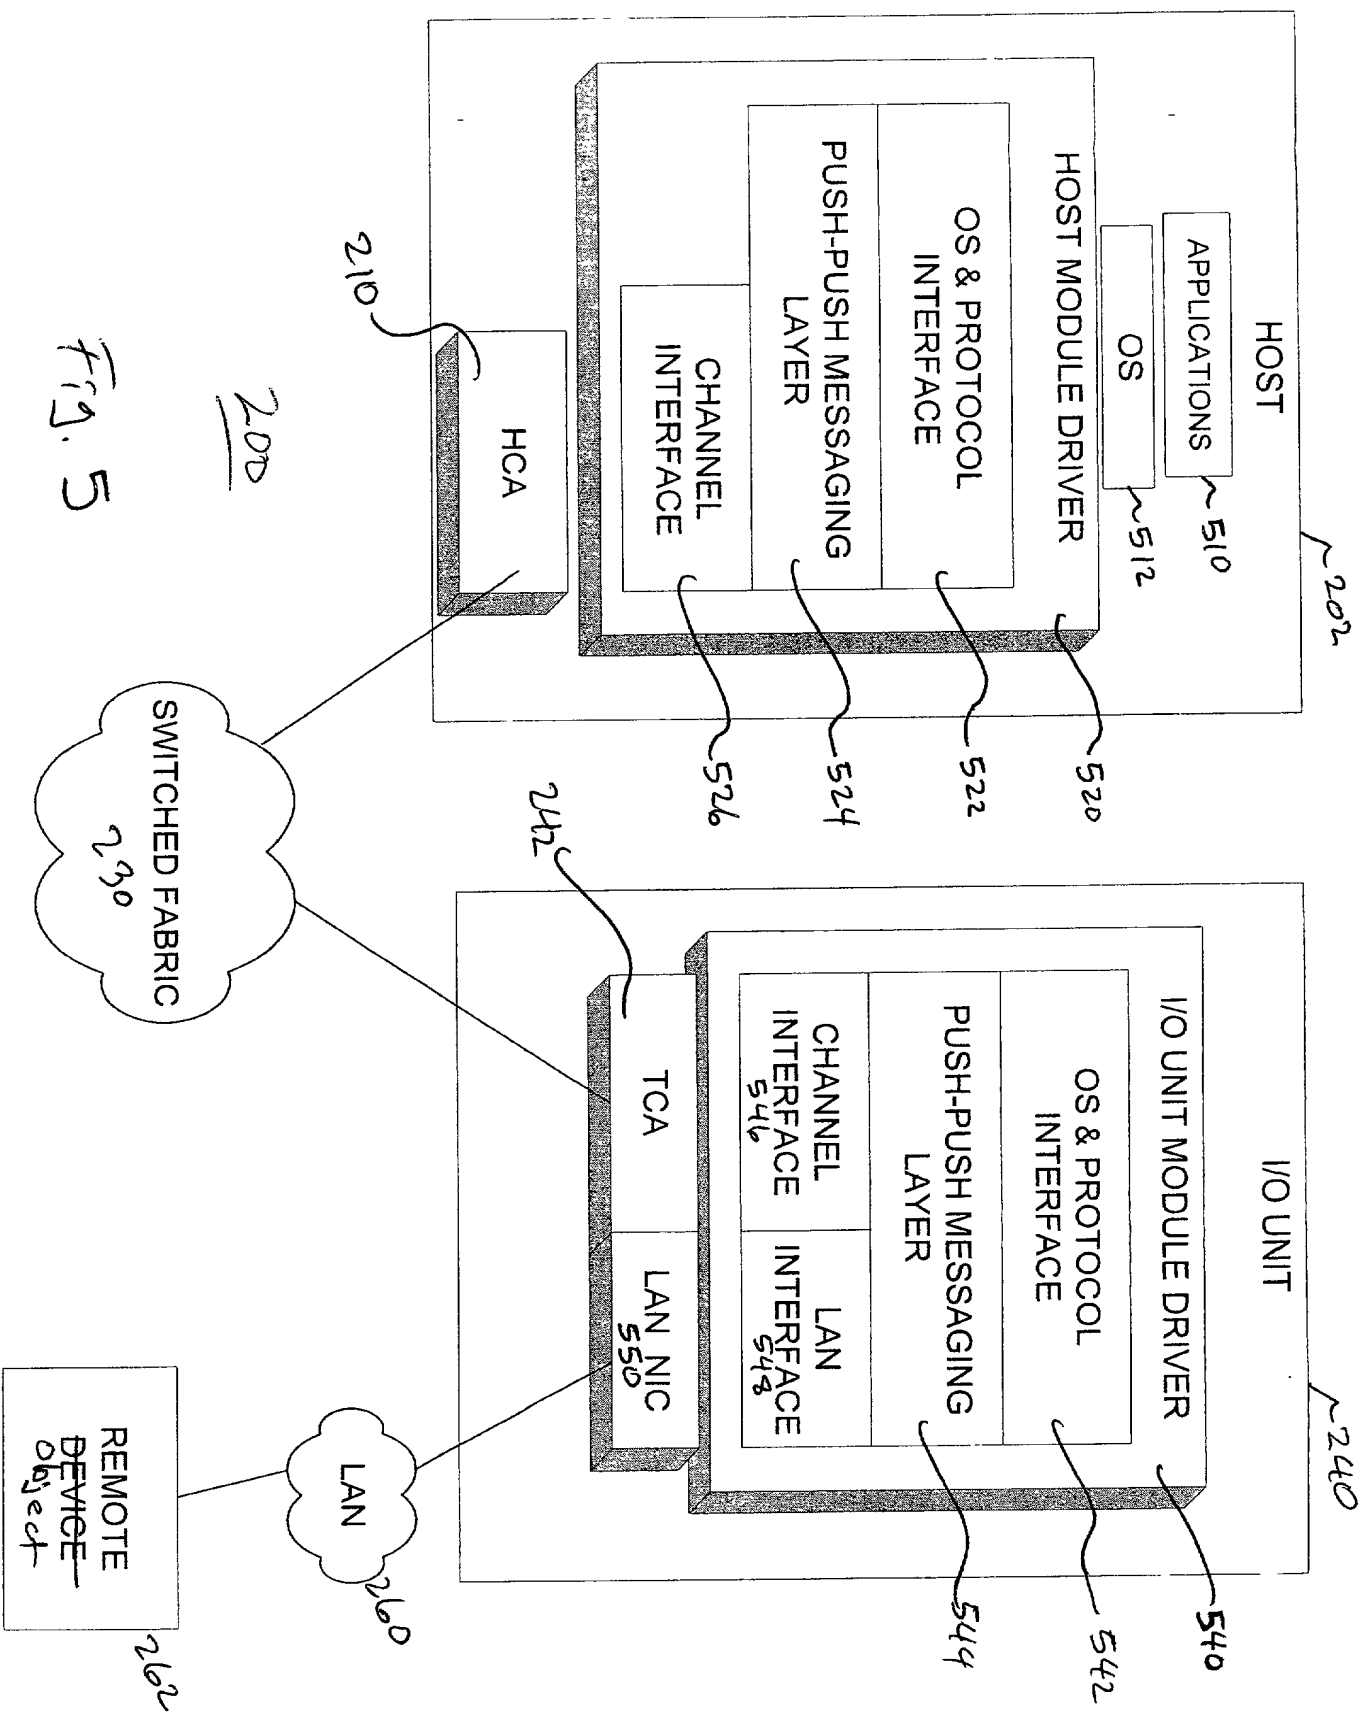 HOST
202
APPLICATIONS
510
OS
512
HOST MODULE DRIVER
520
OS & PROTOCOL
INTERFACE
522
PUSH-PUSH MESSAGING
LAYER
524
CHANNEL
INTERFACE
526
HCA
210
I/O UNIT
240
I/O UNIT MODULE DRIVER
540
OS & PROTOCOL
INTERFACE
542
PUSH-PUSH MESSAGING
LAYER
544
CHANNEL
INTERFACE
546
LAN
INTERFACE
548
TCA
242
LAN NIC
550
SWITCHED FABRIC
230
LAN
260
REMOTE
DEVICE
Object
262
200
Fig. 5